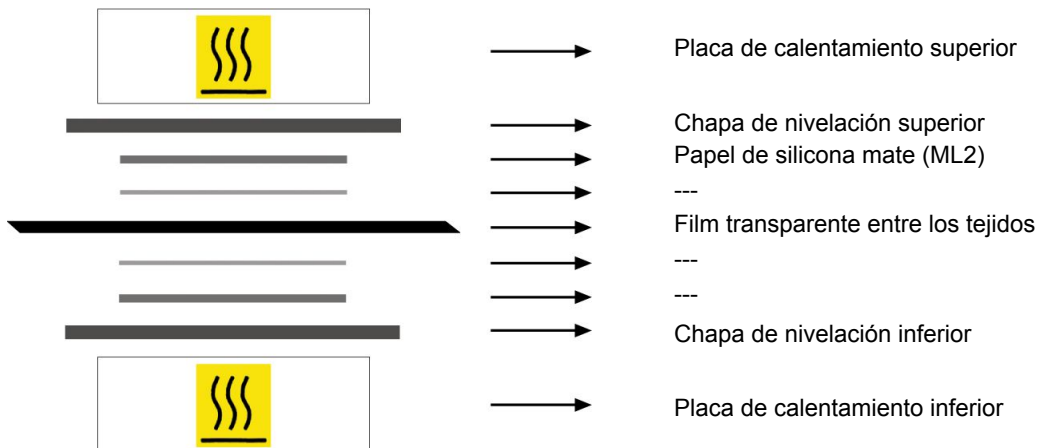 Placa de calentamiento superior
Chapa de nivelación superior
Papel de silicona mate (ML2)
---
Film transparente entre los tejidos
---
---
Chapa de nivelación inferior
Placa de calentamiento inferior